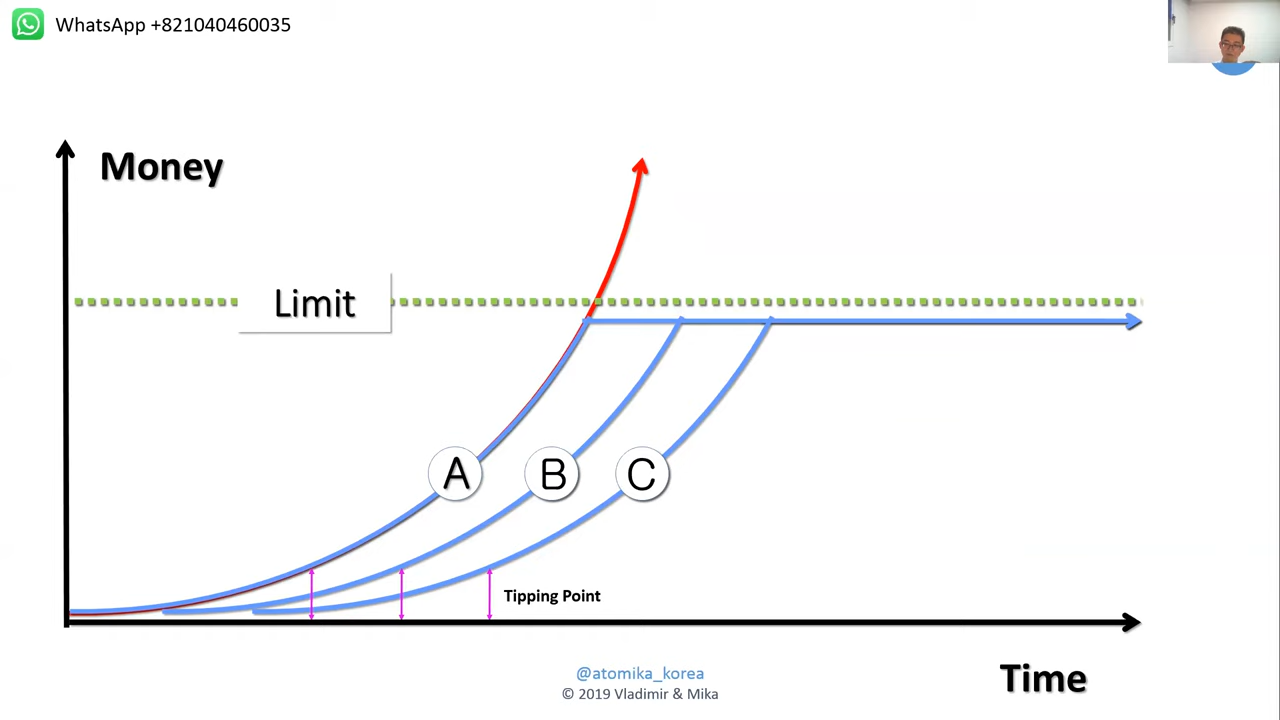 WhatsApp +821040460035
Money
Limit
A
B
C
Tipping Point
Time
@atomika_korea
© 2019 Vladimir & Mika